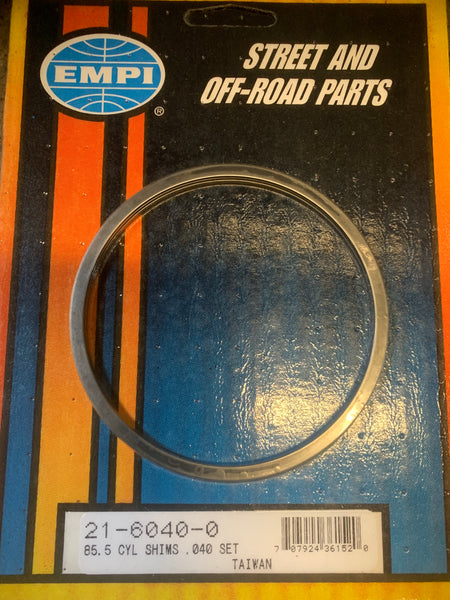 EMPI
®
STREET AND
OFF-ROAD PARTS
21-6040-0
85.5 CYL SHIMS .040 SET
TAIWAN
7 07924 36152 0